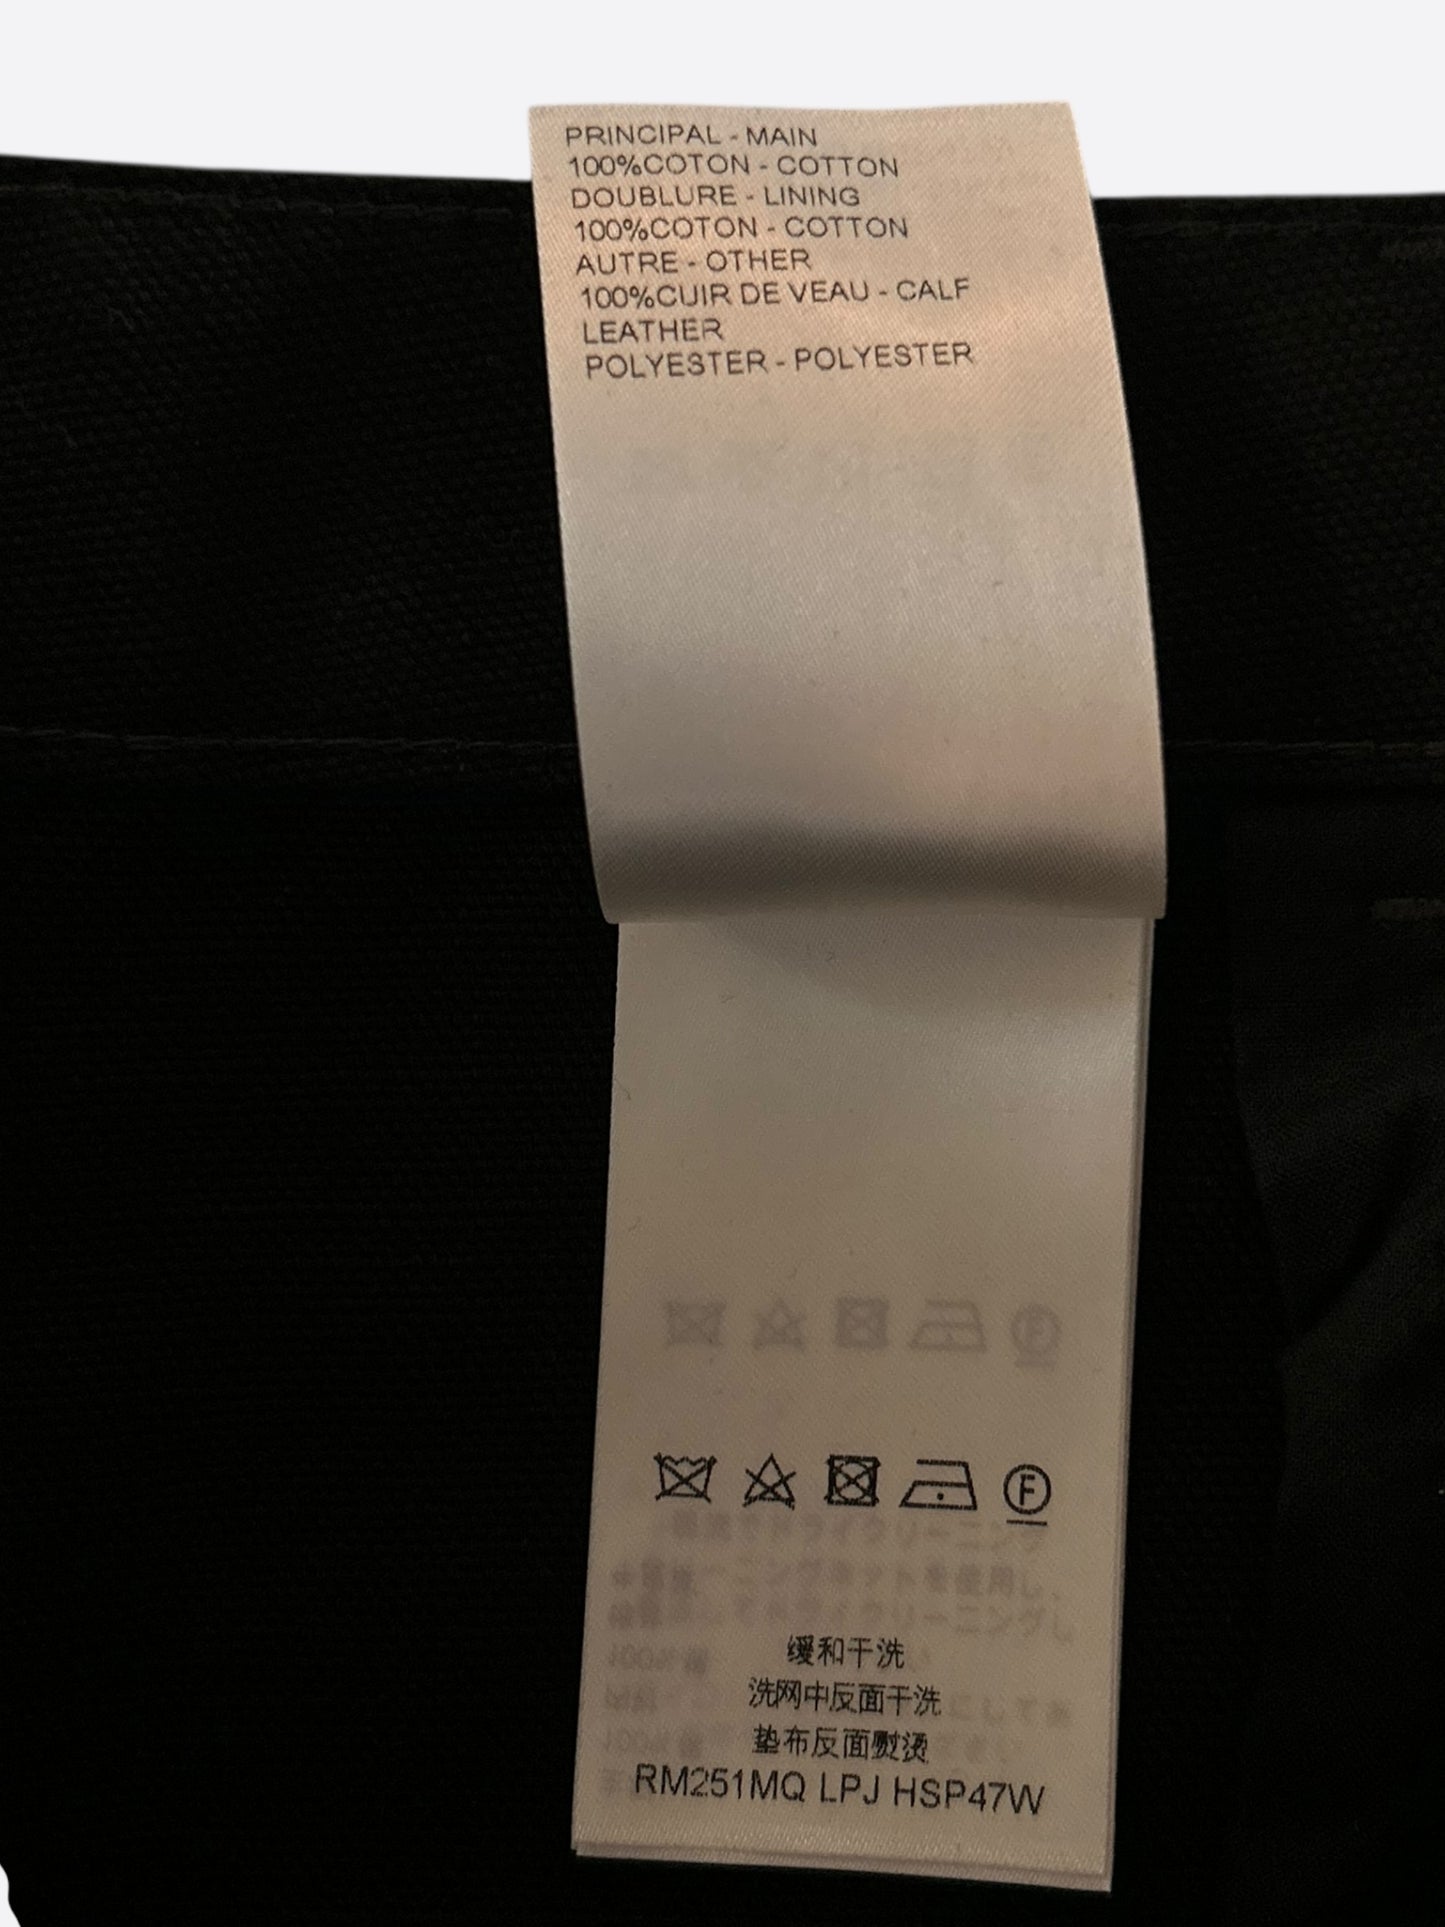 PRINCIPAL - MAIN
100%COTON - COTTON
DOUBLURE - LINING
100%COTON - COTTON
AUTRE - OTHER
100%CUIR DE VEAU - CALF
LEATHER
POLYESTER - POLYESTER
F
缓和干洗
洗网中反面干洗
垫布反面熨烫
RM251MQ LPJ HSP47W